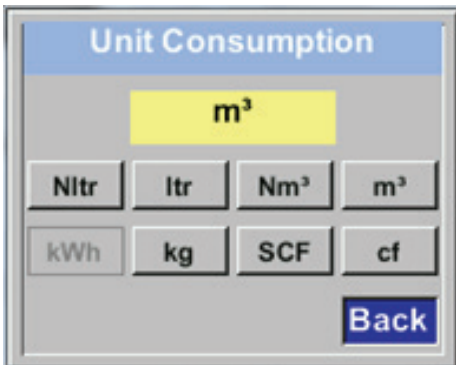 Unit Consumption
m³
Nltr ltr Nm³ m³
kWh kg SCF cf
Back